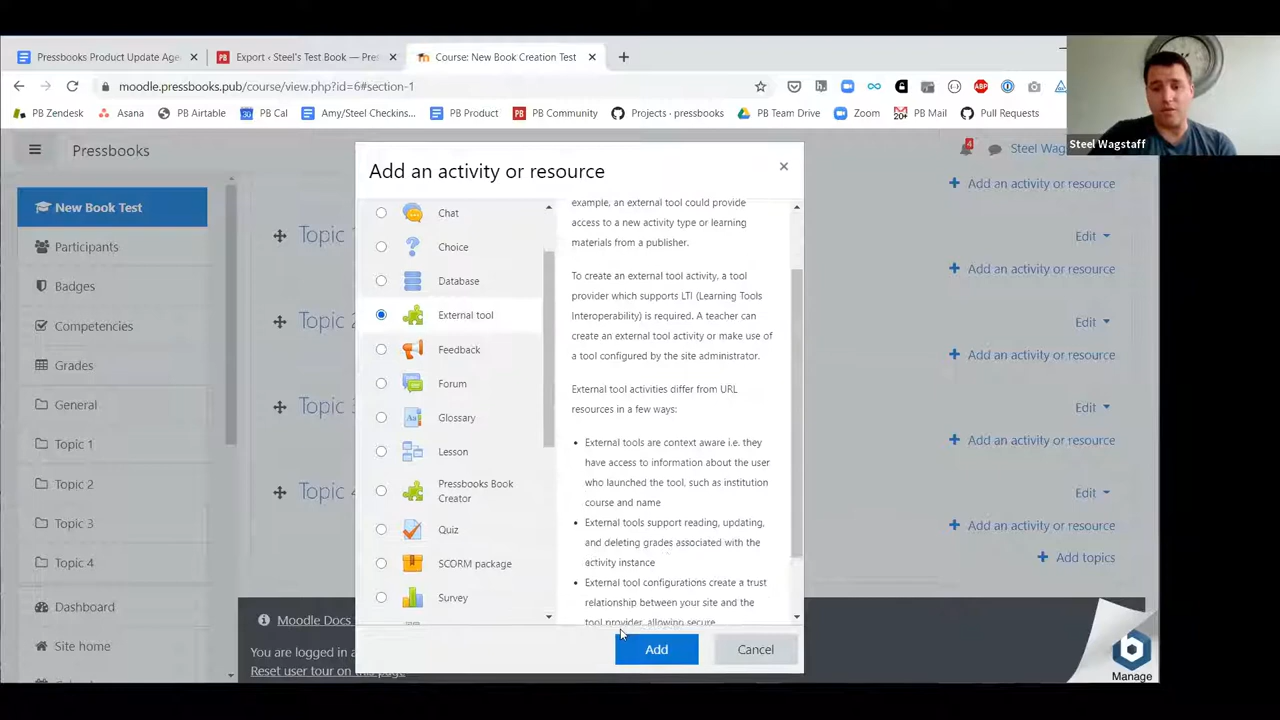 Pressbooks Product Update Age
Export ‹ Steel's Test Book — Pre
Course: New Book Creation Test
moodle.pressbooks.pub/course/view.php?id=6#section-1
PB Zendesk
Asana
PB Airtable
PB Cal
Amy/Steel Checkins...
PB Product
PB Community
Projects · pressbooks
PB Team Drive
Zoom
PB Mail
Pull Requests
Steel Wagstaff
Pressbooks
4
Steel Wag
New Book Test
Participants
Badges
Competencies
Grades
General
Topic 1
Topic 2
Topic 3
Topic 4
Dashboard
Site home
Topic
Topic 2
Topic 3
Topic 4
Add an activity or resource
Chat
Choice
Database
External tool
Feedback
Forum
Glossary
Lesson
Pressbooks Book
Creator
Quiz
SCORM package
Survey
example, an external tool could provide
access to a new activity type or learning
materials from a publisher.
To create an external tool activity, a tool
provider which supports LTI (Learning Tools
Interoperability) is required. A teacher can
create an external tool activity or make use of
a tool configured by the site administrator.
External tool activities differ from URL
resources in a few ways:
• External tools are context aware i.e. they
have access to information about the user
who launched the tool, such as institution
course and name
• External tools support reading, updating,
and deleting grades associated with the
activity instance
• External tool configurations create a trust
relationship between your site and the
tool provider, allowing secure
Add
Cancel
Add an activity or resource
Edit
Add an activity or resource
Edit
Add an activity or resource
Edit
Add an activity or resource
Edit
Add an activity or resource
Add topics
Moodle Docs
You are logged in a
Reset user tour on this page
Manage